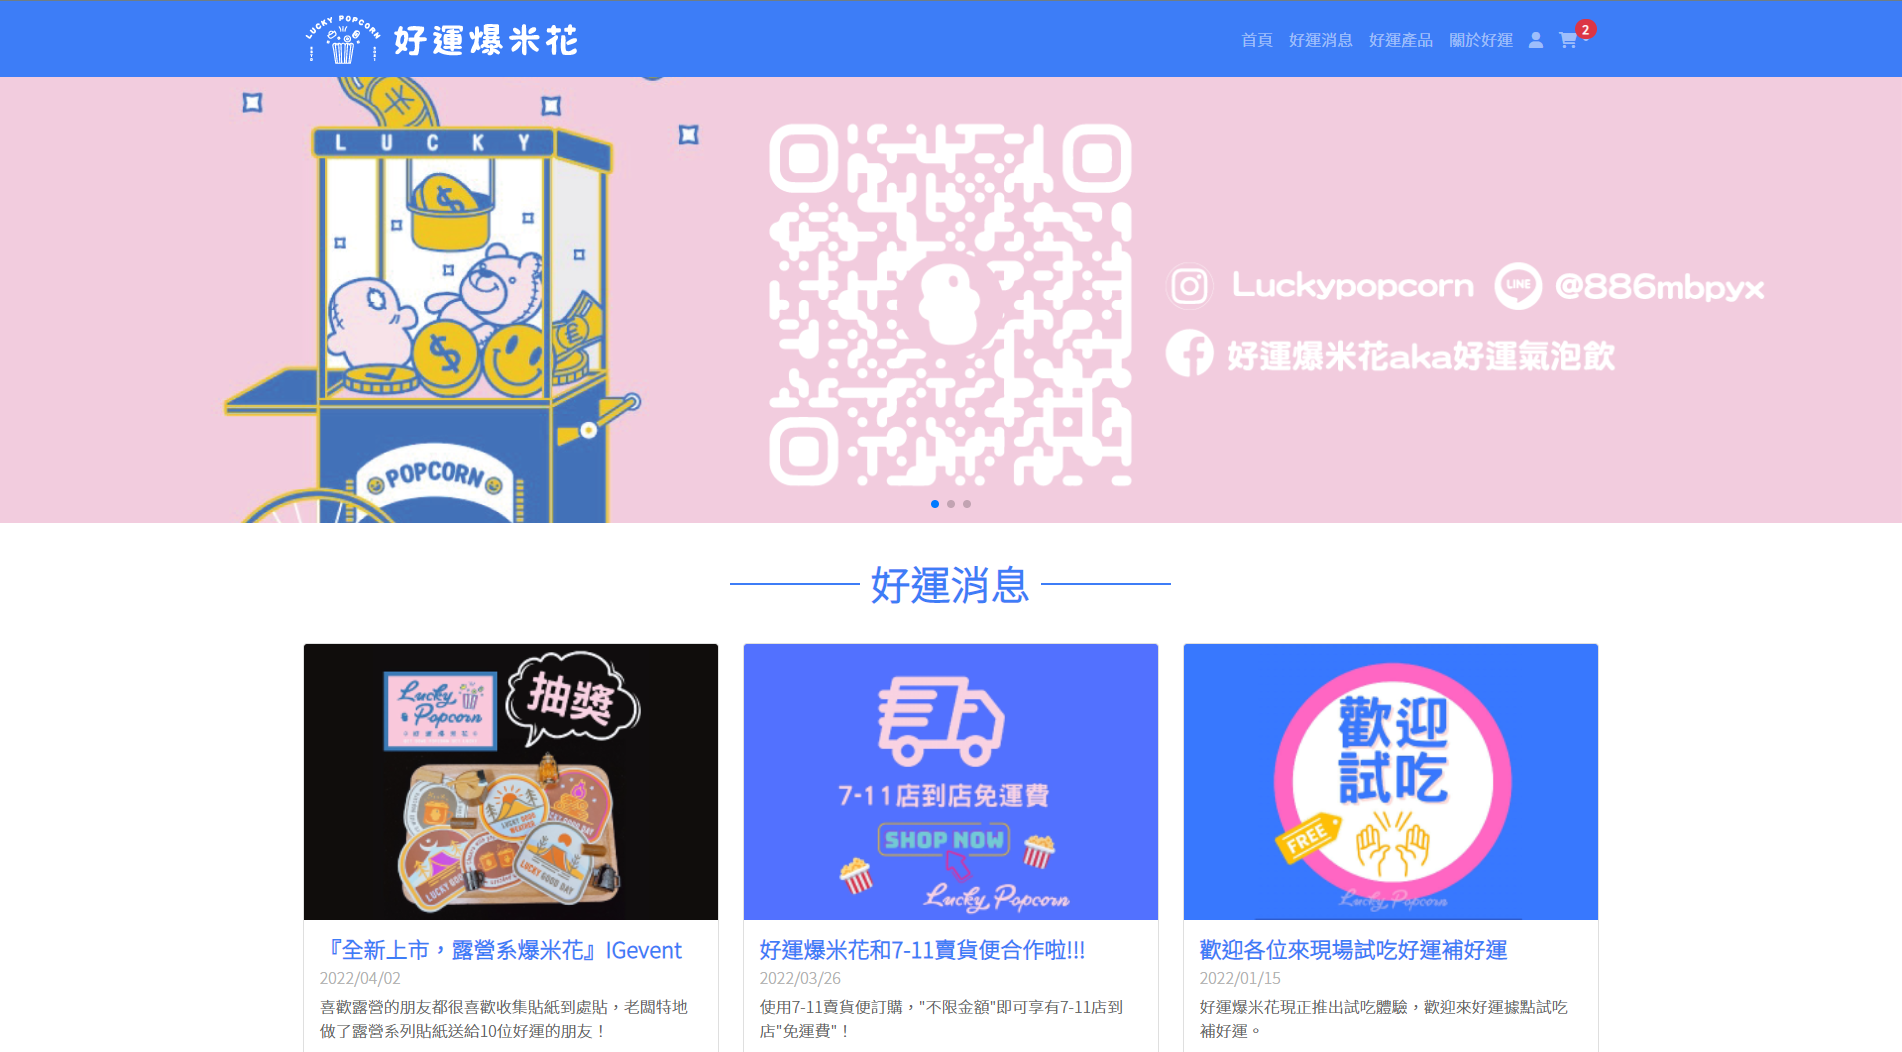 LUCKY POPCORN
好運爆米花
首頁 好運消息 好運產品 關於好運 2
LUCKY
POPCORN
Luckypopcorn LINE @886mbpyx
好運爆米花aka好運氣泡飲
好運消息
抽獎
Lucky
Popcorn
好運爆米花
LUCKY GOOD
WEATHER
LUCKY GOOD DAY
7-11店到店免運費
SHOP NOW
Lucky Popcorn
歡迎
試吃
FREE
Lucky Popcorn
『全新上市，露營系爆米花』IGevent
2022/04/02
喜歡露營的朋友都很喜歡收集貼紙到處貼，老闆特地
做了露營系列貼紙送給10位好運的朋友！
好運爆米花和7-11賣貨便合作啦!!!
2022/03/26
使用7-11賣貨便訂購，"不限金額"即可享有7-11店到
店"免運費"！
歡迎各位來現場試吃好運補好運
2022/01/15
好運爆米花現正推出試吃體驗，歡迎來好運據點試吃
補好運。